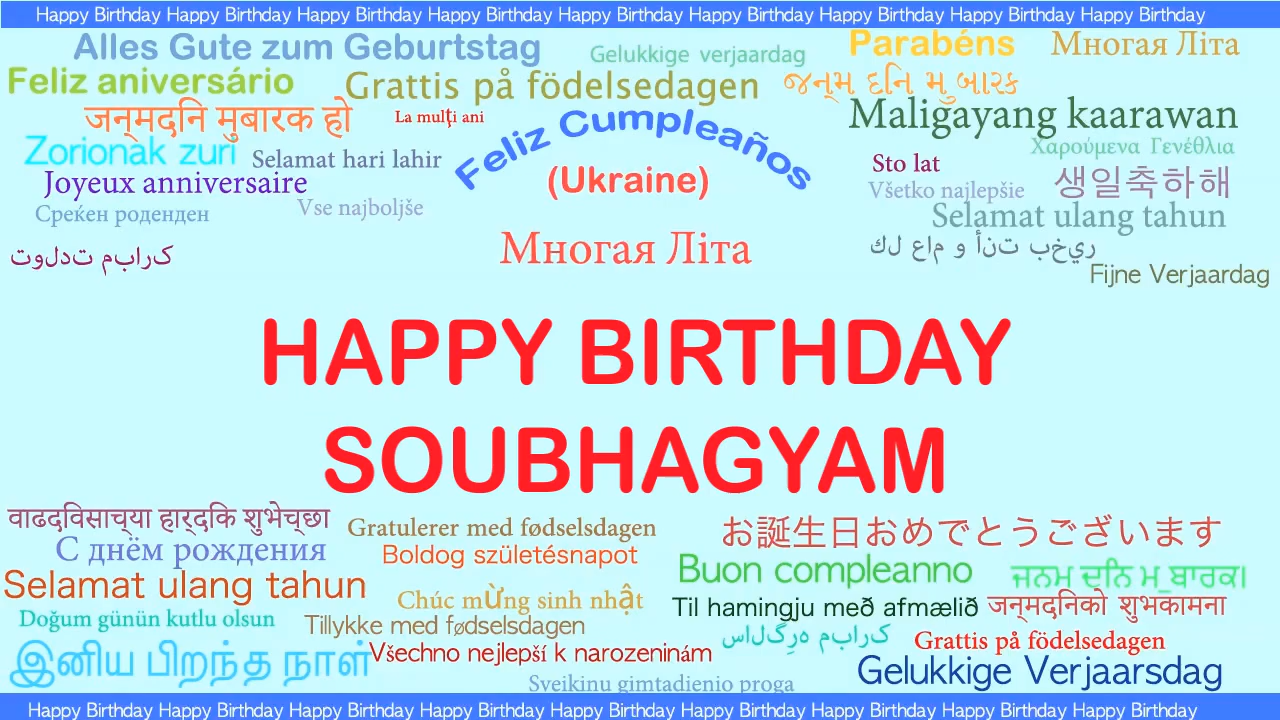 Happy Birthday Happy Birthday Happy Birthday Happy Birthday Happy Birthday Happy Birthday Happy Birthday Happy Birthday Happy Birthday
Alles Gute zum Geburtstag
Gelukkige verjaardag
Parabéns
Многая Літа
Feliz aniversário
Grattis på födelsedagen
જન્મ દિન મુબારક
जन्मदिन मुबारक हो
La mulţi ani
Feliz Cumpleaños
Maligayang kaarawan
Zorionak zuri
Selamat hari lahir
(Ukraine)
Sto lat
Χαρούμενα Γενέθλια
Joyeux anniversaire
Vse najboljše
Všetko najlepšie
생일축하해
Среќен роденден
Selamat ulang tahun
تولدت مبارک
Многая Літа
كل عام و أنت بخير
Fijne Verjaardag
HAPPY BIRTHDAY
SOUBHAGYAM
वाढदिवसाच्या हार्दिक शुभेच्छा
Gratulerer med fødselsdagen
お誕生日おめでとうございます
С днём рождения
Boldog születésnapot
Buon compleanno
ਜਨਮ ਦਿਨ ਮੁਬਾਰਕ।
Selamat ulang tahun
Chúc mừng sinh nhật
Til hamingju með afmælið
जन्मदिनको शुभकामना
Doğum günün kutlu olsun
Tillykke med fødselsdagen
سالگرہ مبارک
Grattis på födelsedagen
இனிய பிறந்த நாள்
Všechno nejlepší k narozeninám
Gelukkige Verjaarsdag
Sveikinu gimtadienio proga
Happy Birthday Happy Birthday Happy Birthday Happy Birthday Happy Birthday Happy Birthday Happy Birthday Happy Birthday Happy Birthday